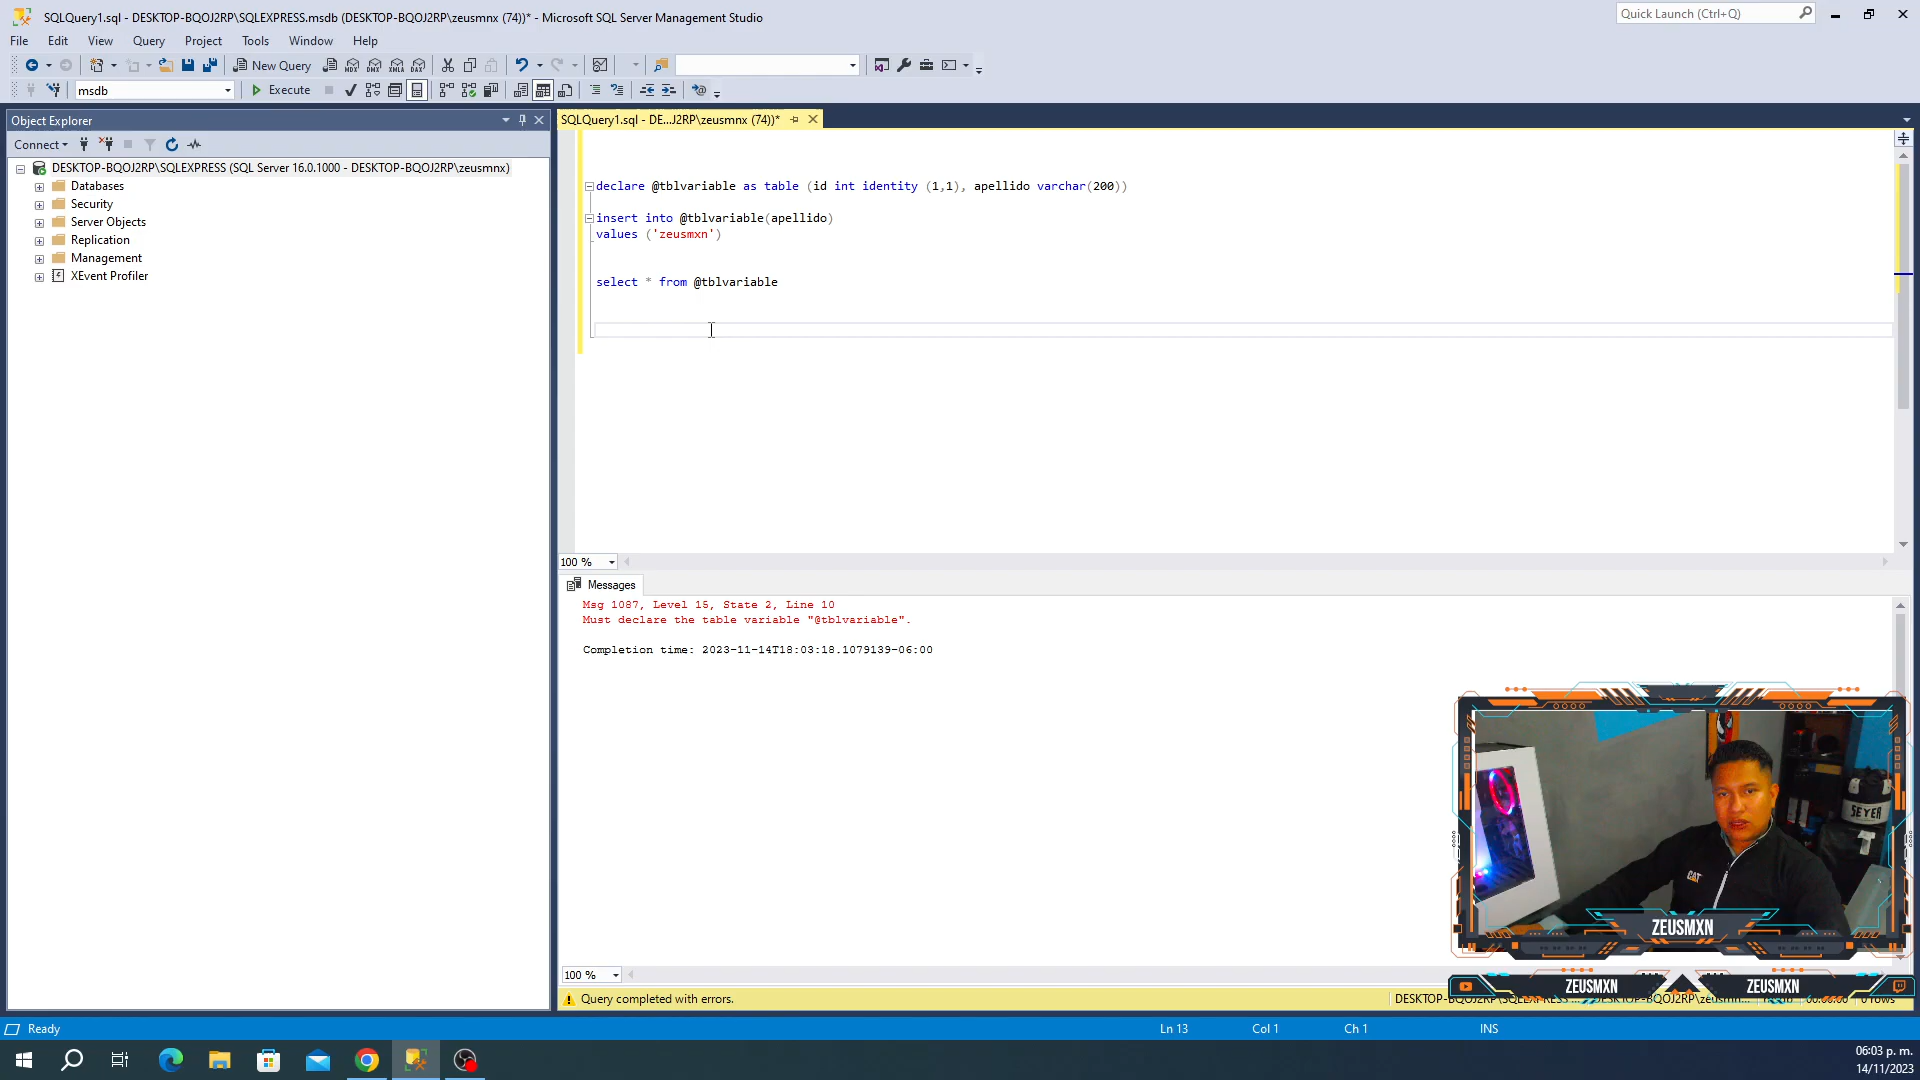 SQLQuery1.sql - DESKTOP-BQOJ2RP\SQLEXPRESS.msdb (DESKTOP-BQOJ2RP\zeusmnx (74))* - Microsoft SQL Server Management Studio
Quick Launch (Ctrl+Q)
File Edit View Query Project Tools Window Help
New Query
MDX DMX XMLA DAX
msdb
Execute
Object Explorer
SQLQuery1.sql - DE...J2RP\zeusmnx (74))*
Connect
DESKTOP-BQOJ2RP\SQLEXPRESS (SQL Server 16.0.1000 - DESKTOP-BQOJ2RP\zeusmnx)
Databases
Security
Server Objects
Replication
Management
XEvent Profiler
declare @tblvariable as table (id int identity (1,1), apellido varchar(200))
insert into @tblvariable(apellido)
values ('zeusmxn')
select * from @tblvariable
100 %
Messages
Msg 1087, Level 15, State 2, Line 10
Must declare the table variable "@tblvariable".
Completion time: 2023-11-14T18:03:18.1079139-06:00
SEYER
CAT
ZEUSMXN
ZEUSMXN
ZEUSMXN
100 %
Query completed with errors.
Ready
Ln 13
Col 1
Ch 1
INS
06:03 p. m.
14/11/2023